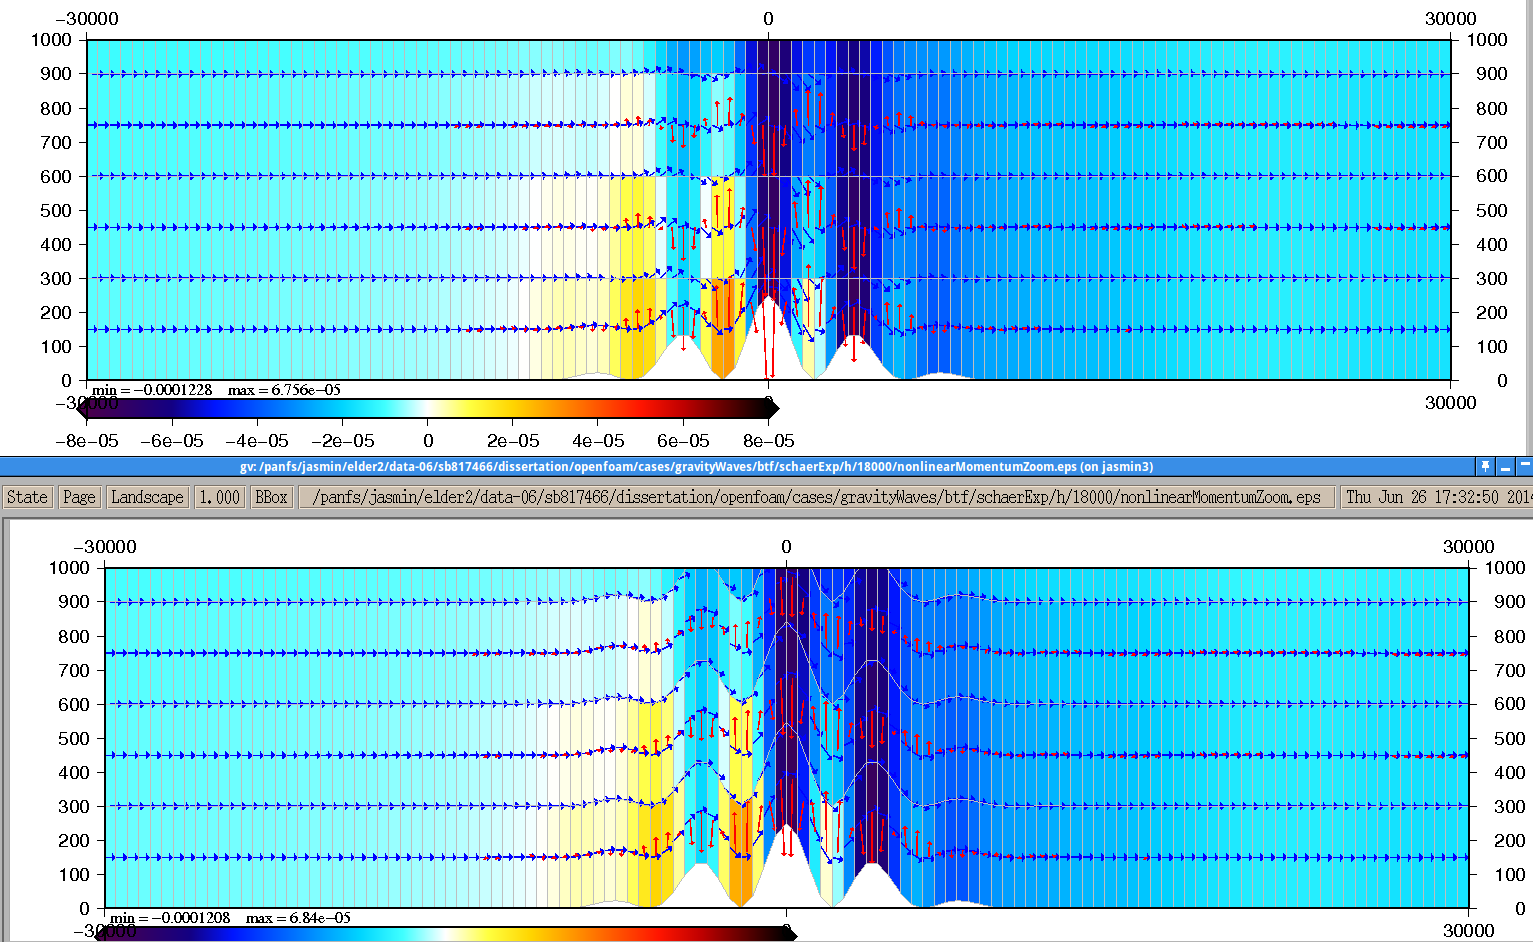 −30000 0 30000
1000 1000
900 900
800 800
700 700
600 600
500 500
400 400
300 300
200 200
100 100
0 0
min = −0.0001228 max = 6.756e−05
−30000 0 30000
−8e−05 −6e−05 −4e−05 −2e−05 0 2e−05 4e−05 6e−05 8e−05
gv: /panfs/jasmin/elder2/data-06/sb817466/dissertation/openfoam/cases/gravityWaves/btf/schaerExp/h/18000/nonlinearMomentumZoom.eps (on jasmin3)
State Page Landscape 1.000 BBox /panfs/jasmin/elder2/data-06/sb817466/dissertation/openfoam/cases/gravityWaves/btf/schaerExp/h/18000/nonlinearMomentumZoom.eps Thu Jun 26 17:32:50 2014
−30000 0 30000
1000 1000
900 900
800 800
700 700
600 600
500 500
400 400
300 300
200 200
100 100
0 0
min = −0.0001208 max = 6.84e−05
−30000 0 30000